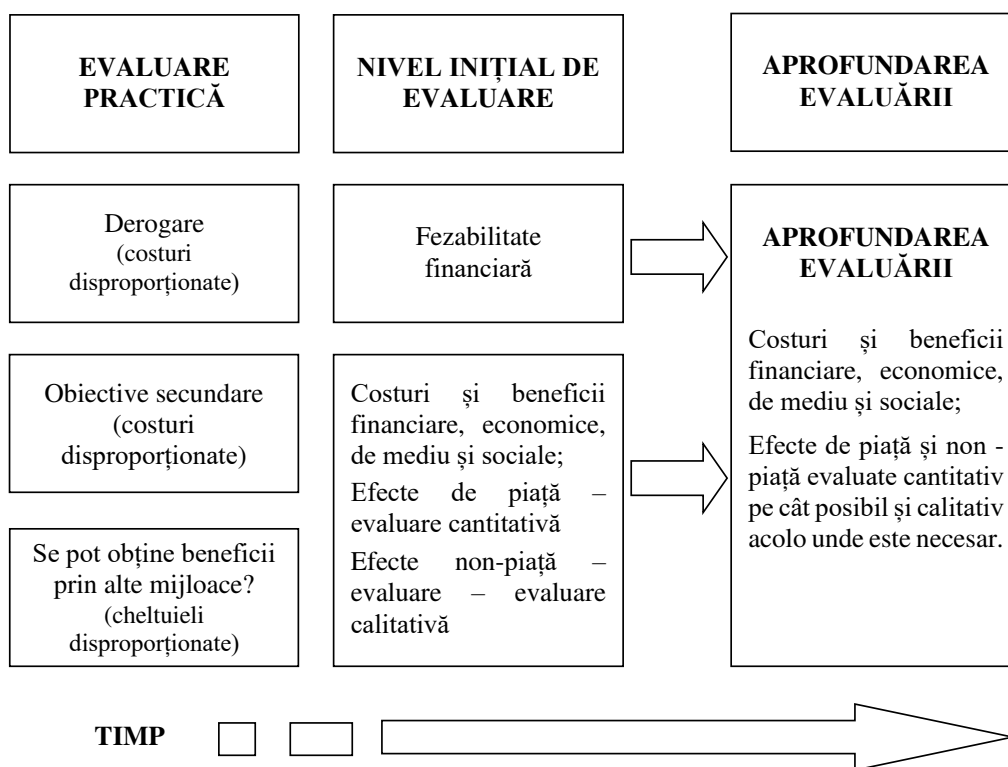 EVALUARE
PRACTICĂ
NIVEL INIȚIAL DE
EVALUARE
APROFUNDAREA
EVALUĂRII
Derogare
(costuri
disproporționate)
Fezabilitate
financiară
Obiective secundare
(costuri
disproporționate)
Se pot obține beneficii
prin alte mijloace?
(cheltuieli
disproporționate)
Costuri și beneficii
financiare, economice,
de mediu și sociale;
Efecte de piață –
evaluare cantitativă
Efecte non-piață –
evaluare – evaluare
calitativă
APROFUNDAREA
EVALUĂRII
Costuri și beneficii
financiare, economice,
de mediu și sociale;
Efecte de piață și non -
piață evaluate cantitativ
pe cât posibil și calitativ
acolo unde este necesar.
TIMP